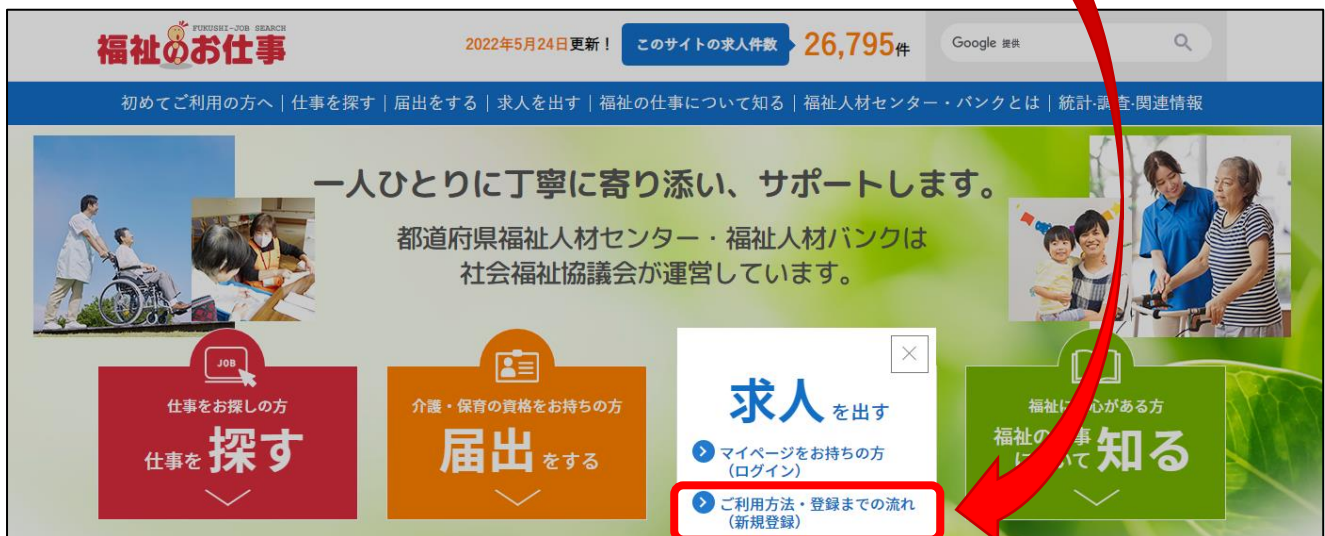 FUKUSHI-JOB SEARCH
福祉のお仕事
2022年5月24日更新！
このサイトの求人件数
26,795件
Google 提供
初めてご利用の方へ｜仕事を探す｜届出をする｜求人を出す｜福祉の仕事について知る｜福祉人材センター・バンクとは｜統計・調査・関連情報
一人ひとりに丁寧に寄り添い、サポートします。
都道府県福祉人材センター・福祉人材バンクは
社会福祉協議会が運営しています。
JOB
仕事をお探しの方
仕事を探す
介護・保育の資格をお持ちの方
届出をする
求人を出す
マイページをお持ちの方
（ログイン）
ご利用方法・登録までの流れ
（新規登録）
福祉に 心がある方
福祉の 事
に いて
知る